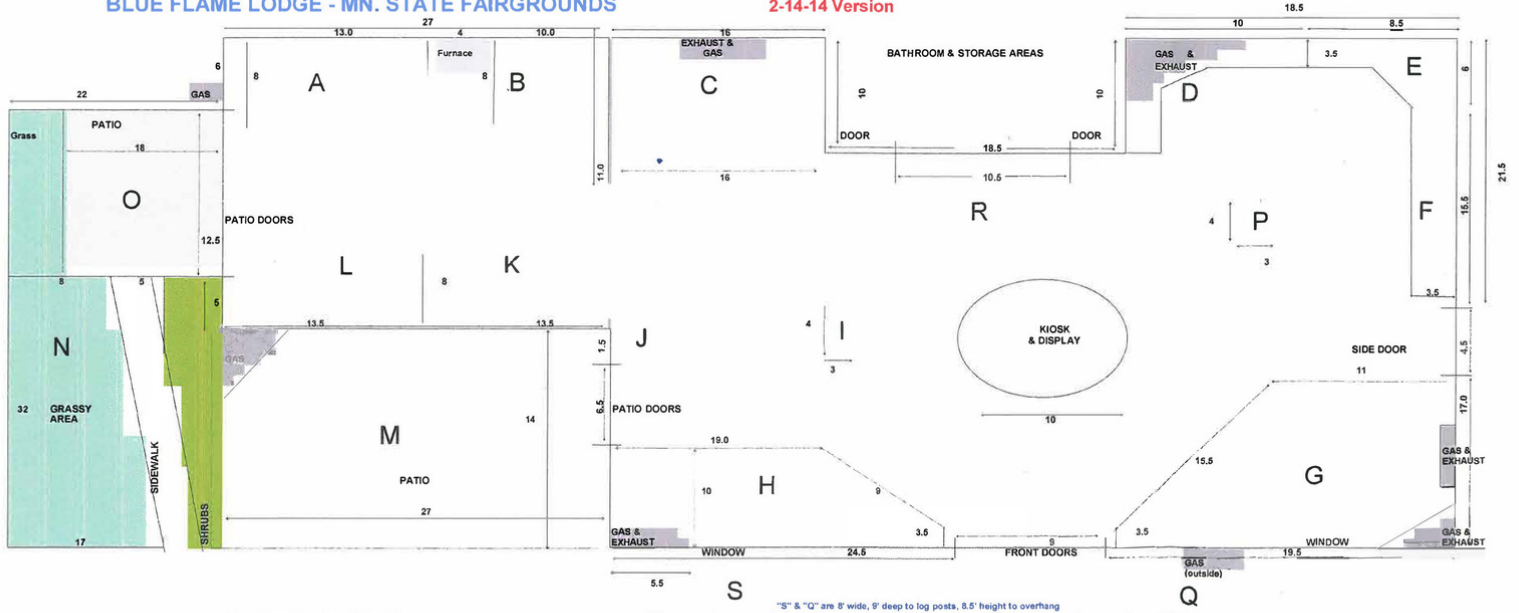 BLUE FLAME LODGE - MN. STATE FAIRGROUNDS
2-14-14 Version
27
18.5
13.0
4
10.0
16
10
8.5
Furnace
EXHAUST &
GAS
BATHROOM & STORAGE AREAS
GAS &
EXHAUST
3.5
E
6
6
8
A
8
B
C
10
10
D
22
GAS
Grass
PATIO
DOOR
DOOR
18
18.5
11.0
16
10.5
21.5
O
R
4
P
F
15.5
PATIO DOORS
12.5
3
L
K
8
5
8
5
3.5
13.5
13.5
N
GAS
J
1.5
4
I
3
KIOSK
& DISPLAY
SIDE DOOR
4.5
11
32
GRASSY
AREA
M
14
6.5
PATIO DOORS
10
17.0
19.0
SIDEWALK
PATIO
10
H
9
15.5
G
GAS &
EXHAUST
SHRUBS
27
GAS &
EXHAUST
3.5
3.5
GAS &
EXHAUST
17
WINDOW
24.5
9
FRONT DOORS
WINDOW
19.5
GAS
(outside)
5.5
S
Q
"S" & "Q" are 8' wide, 9' deep to log posts, 8.5' height to overhang